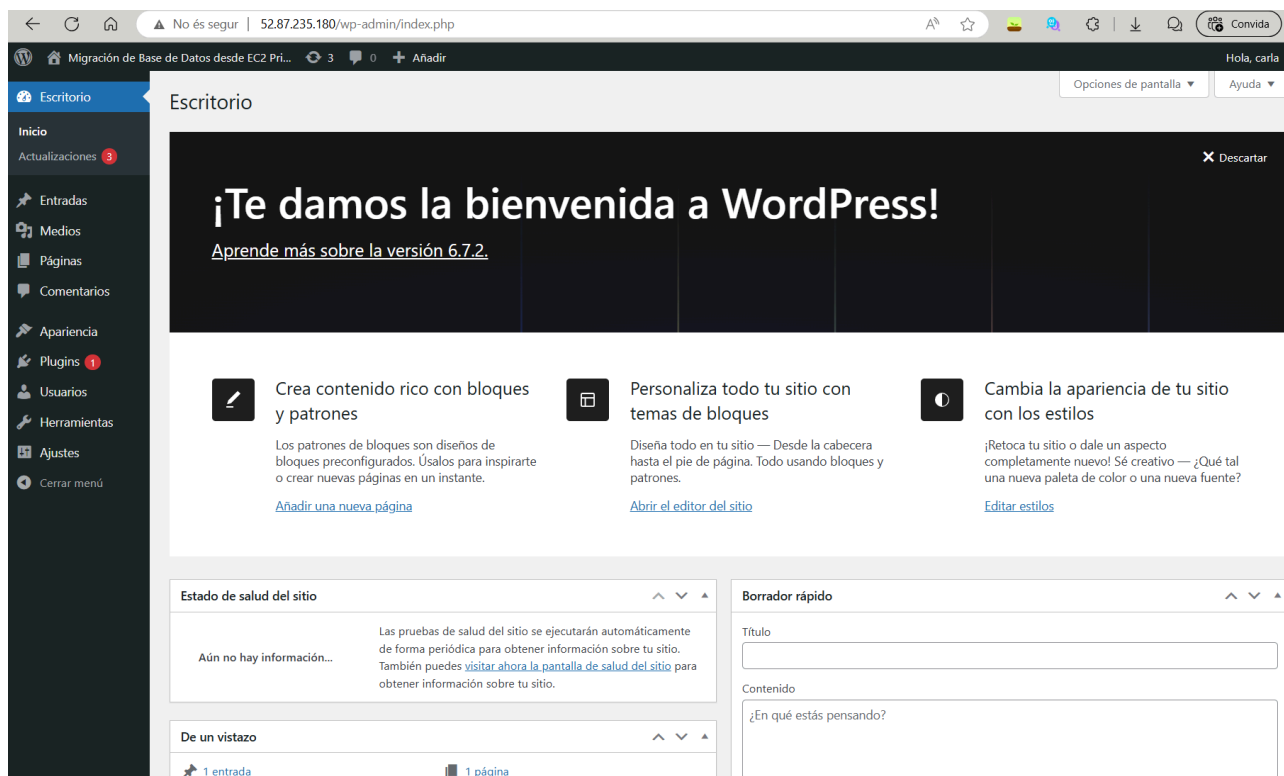 No és segur | 52.87.235.180/wp-admin/index.php
Convida
Migración de Base de Datos desde EC2 Pri... 3 0 Añadir
Hola, carla
Escritorio
Inicio
Actualizaciones 3
Entradas
Medios
Páginas
Comentarios
Apariencia
Plugins 1
Usuarios
Herramientas
Ajustes
Cerrar menú
Opciones de pantalla ▼
Ayuda ▼
Escritorio
Descartar
¡Te damos la bienvenida a WordPress!
Aprende más sobre la versión 6.7.2.
Crea contenido rico con bloques
y patrones
Los patrones de bloques son diseños de
bloques preconfigurados. Úsalos para inspirarte
o crear nuevas páginas en un instante.
Añadir una nueva página
Personaliza todo tu sitio con
temas de bloques
Diseña todo en tu sitio — Desde la cabecera
hasta el pie de página. Todo usando bloques y
patrones.
Abrir el editor del sitio
Cambia la apariencia de tu sitio
con los estilos
¡Retoca tu sitio o dale un aspecto
completamente nuevo! Sé creativo — ¿Qué tal
una nueva paleta de color o una nueva fuente?
Editar estilos
Estado de salud del sitio
Aún no hay información...
Las pruebas de salud del sitio se ejecutarán automáticamente
de forma periódica para obtener información sobre tu sitio.
También puedes visitar ahora la pantalla de salud del sitio para
obtener información sobre tu sitio.
De un vistazo
1 entrada
1 página
Borrador rápido
Título
Contenido
¿En qué estás pensando?